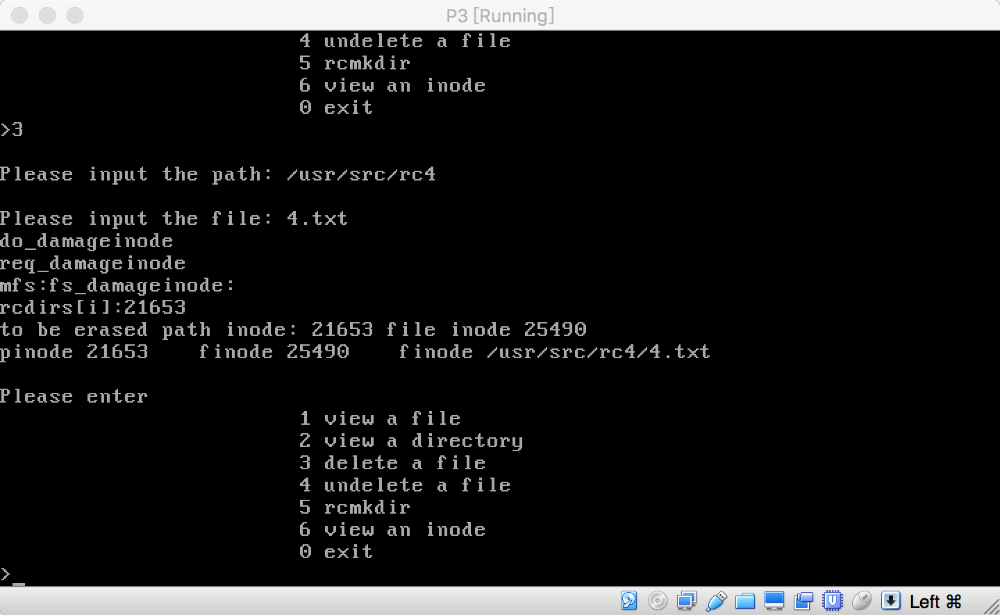 P3 [Running]
4 undelete a file
5 rcmkdir
6 view an inode
0 exit
>3
Please input the path: /usr/src/rc4
Please input the file: 4.txt
do_damageinode
req_damageinode
mfs:fs_damageinode:
rcdirs[i]:21653
to be erased path inode: 21653 file inode 25490
pinode 21653    finode 25490    finode /usr/src/rc4/4.txt
Please enter
1 view a file
2 view a directory
3 delete a file
4 undelete a file
5 rcmkdir
6 view an inode
0 exit
>_
Left ⌘